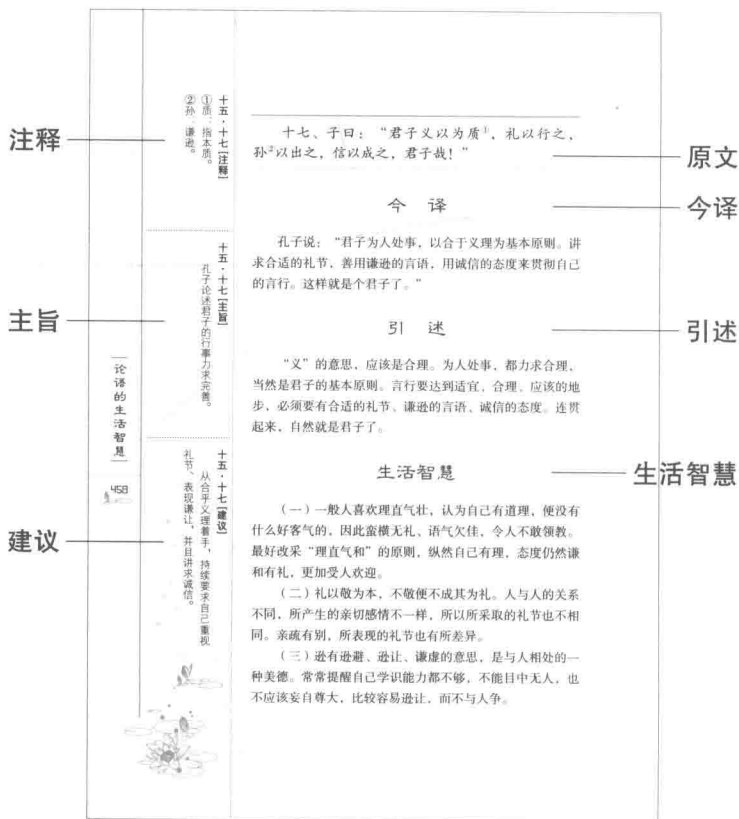 注释
主旨
建议
原文
今译
引述
生活智慧
十五·十七[注释]
①质：指本质。
②孙：谦逊。
十五·十七[主旨]
孔子论述君子的行事力求完善。
十五·十七[建议]
从合乎义理着手，持续要求自己重视
礼节、表现谦让，并且讲求诚信。
论语的生活智慧
458
十七、子曰：“君子义以为质①，礼以行之，
孙②以出之，信以成之，君子哉！”
今 译
孔子说：“君子为人处事，以合于义理为基本原则。讲
求合适的礼节，善用谦逊的言语，用诚信的态度来贯彻自己
的言行。这样就是个君子了。”
引 述
“义”的意思，应该是合理。为人处事，都力求合理，
当然是君子的基本原则。言行要达到适宜、合理、应该的地
步，必须要有合适的礼节、谦逊的言语、诚信的态度。连贯
起来，自然就是君子了。
生活智慧
（一）一般人喜欢理直气壮，认为自己有道理，便没有
什么好客气的，因此蛮横无礼、语气欠佳，令人不敢领教。
最好改采“理直气和”的原则，纵然自己有理，态度仍然谦
和有礼，更加受人欢迎。
（二）礼以敬为本，不敬便不成其为礼。人与人的关系
不同，所产生的亲切感情不一样，所以所采取的礼节也不相
同。亲疏有别，所表现的礼节也有所差异。
（三）逊有逊避、逊让、谦虚的意思，是与人相处的一
种美德。常常提醒自己学识能力都不够，不能目中无人，也
不应该妄自尊大，比较容易逊让，而不与人争。